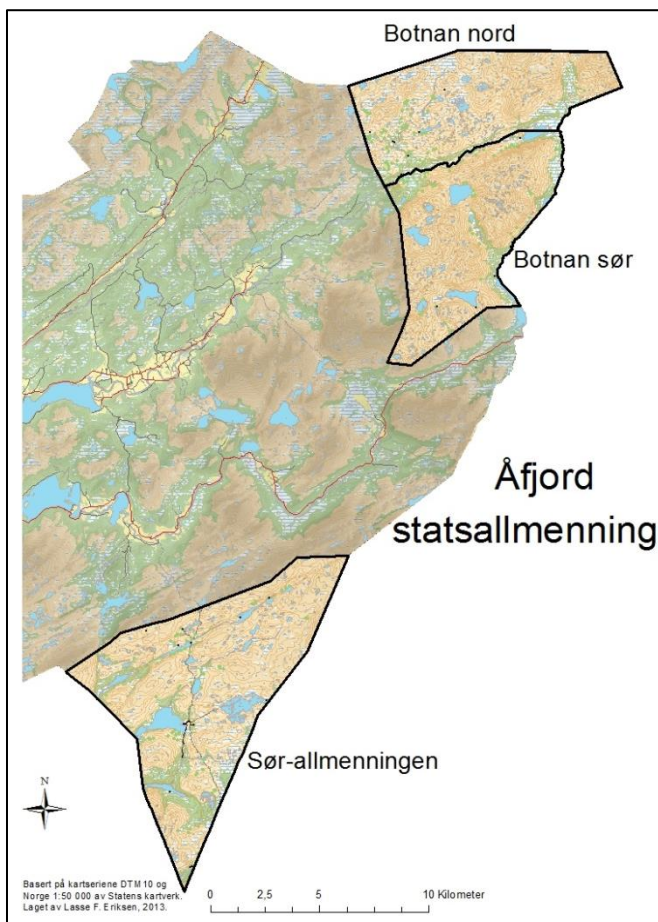 Botnan nord
Botnan sør
Åfjord
statsallmenning
Sør-allmenningen
N
Basert på kartseriene DTM 10 og
Norge 1:50 000 av Statens kartverk.
Laget av Lasse F. Eriksen, 2013.
0 2,5 5 10 Kilometer